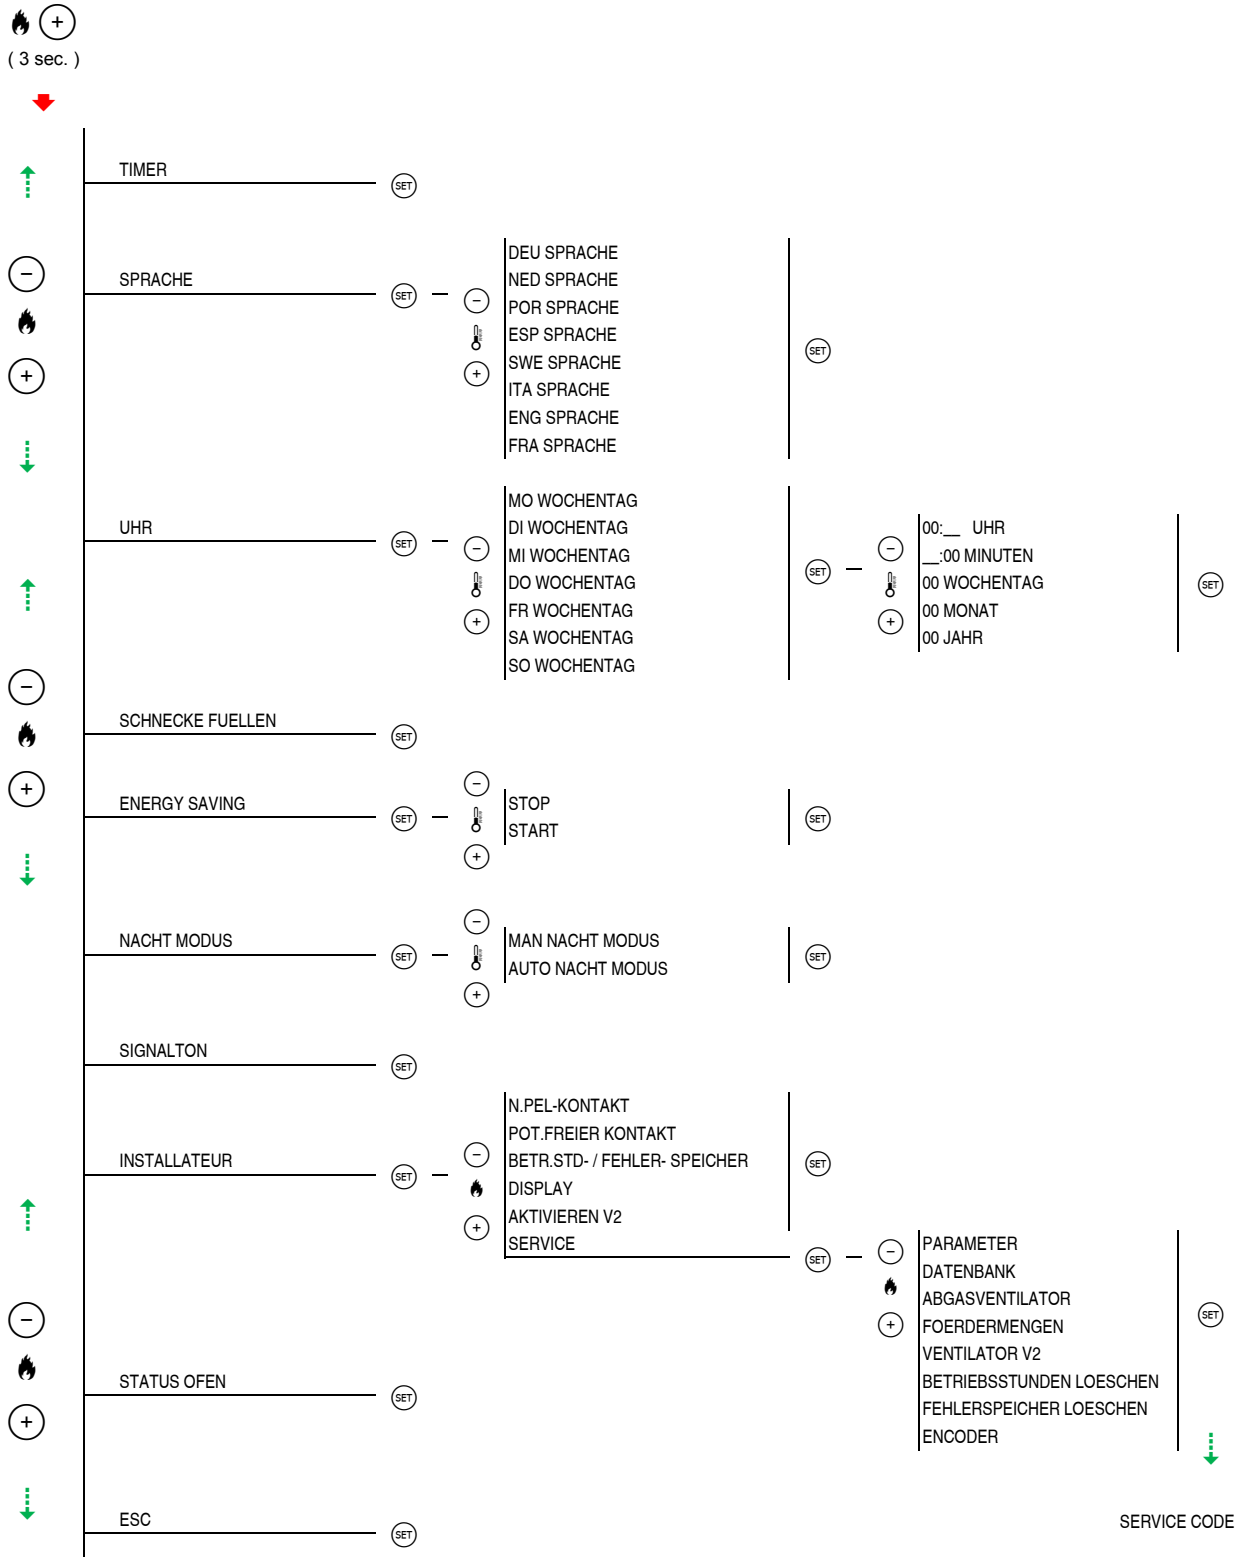 +
( 3 sec. )
TIMER
SET
−
SPRACHE
SET
−
+
DEU SPRACHE
NED SPRACHE
POR SPRACHE
ESP SPRACHE
SWE SPRACHE
ITA SPRACHE
ENG SPRACHE
FRA SPRACHE
SET
+
UHR
SET
−
+
MO WOCHENTAG
DI WOCHENTAG
MI WOCHENTAG
DO WOCHENTAG
FR WOCHENTAG
SA WOCHENTAG
SO WOCHENTAG
SET
−
+
00:__ UHR
__:00 MINUTEN
00 WOCHENTAG
00 MONAT
00 JAHR
SET
−
SCHNECKE FUELLEN
SET
+
ENERGY SAVING
SET
−
+
STOP
START
SET
NACHT MODUS
SET
−
+
MAN NACHT MODUS
AUTO NACHT MODUS
SET
SIGNALTON
SET
INSTALLATEUR
SET
−
+
N.PEL-KONTAKT
POT.FREIER KONTAKT
BETR.STD- / FEHLER- SPEICHER
DISPLAY
AKTIVIEREN V2
SERVICE
SET
SET
−
+
PARAMETER
DATENBANK
ABGASVENTILATOR
FOERDERMENGEN
VENTILATOR V2
BETRIEBSSTUNDEN LOESCHEN
FEHLERSPEICHER LOESCHEN
ENCODER
SET
−
STATUS OFEN
SET
+
ESC
SET
SERVICE CODE